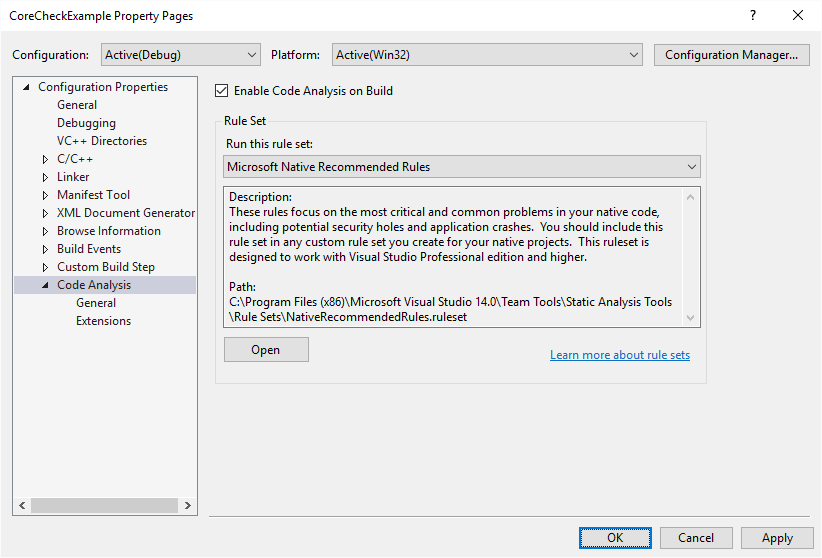 CoreCheckExample Property Pages
?
Configuration: Active(Debug) Platform: Active(Win32) Configuration Manager...
Configuration Properties
General
Debugging
VC++ Directories
C/C++
Linker
Manifest Tool
XML Document Generator
Browse Information
Build Events
Custom Build Step
Code Analysis
General
Extensions
Enable Code Analysis on Build
Rule Set
Run this rule set:
Microsoft Native Recommended Rules
Description:
These rules focus on the most critical and common problems in your native code,
including potential security holes and application crashes.  You should include this
rule set in any custom rule set you create for your native projects.  This ruleset is
designed to work with Visual Studio Professional edition and higher.
Path:
C:\Program Files (x86)\Microsoft Visual Studio 14.0\Team Tools\Static Analysis Tools
\Rule Sets\NativeRecommendedRules.ruleset
Open
Learn more about rule sets
OK Cancel Apply